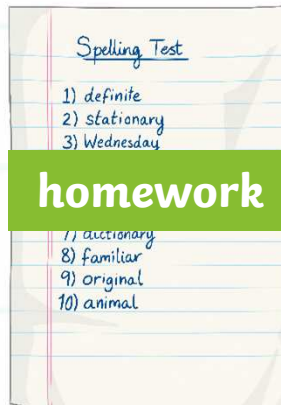 Spelling Test
1) definite
2) stationary
3) Wednesday
homework
7) dictionary
8) familiar
9) original
10) animal